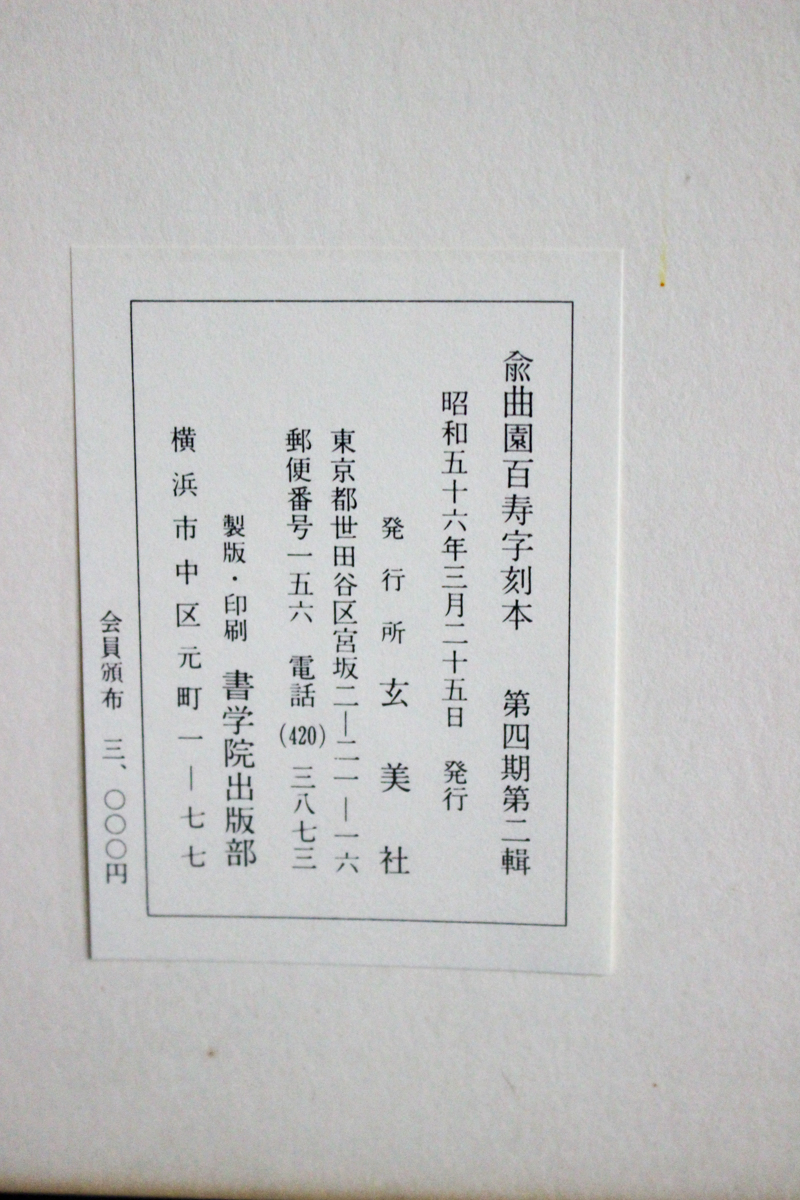 兪曲園百寿字刻本　第四期第二輯
昭和五十六年三月二十五日　発行
発行所　玄美社
東京都世田谷区宮坂二―二一―一六
郵便番号一五六　電話(420)三八七三
製版・印刷　書学院出版部
横浜市中区元町一―七七
会員頒布　三、〇〇〇円